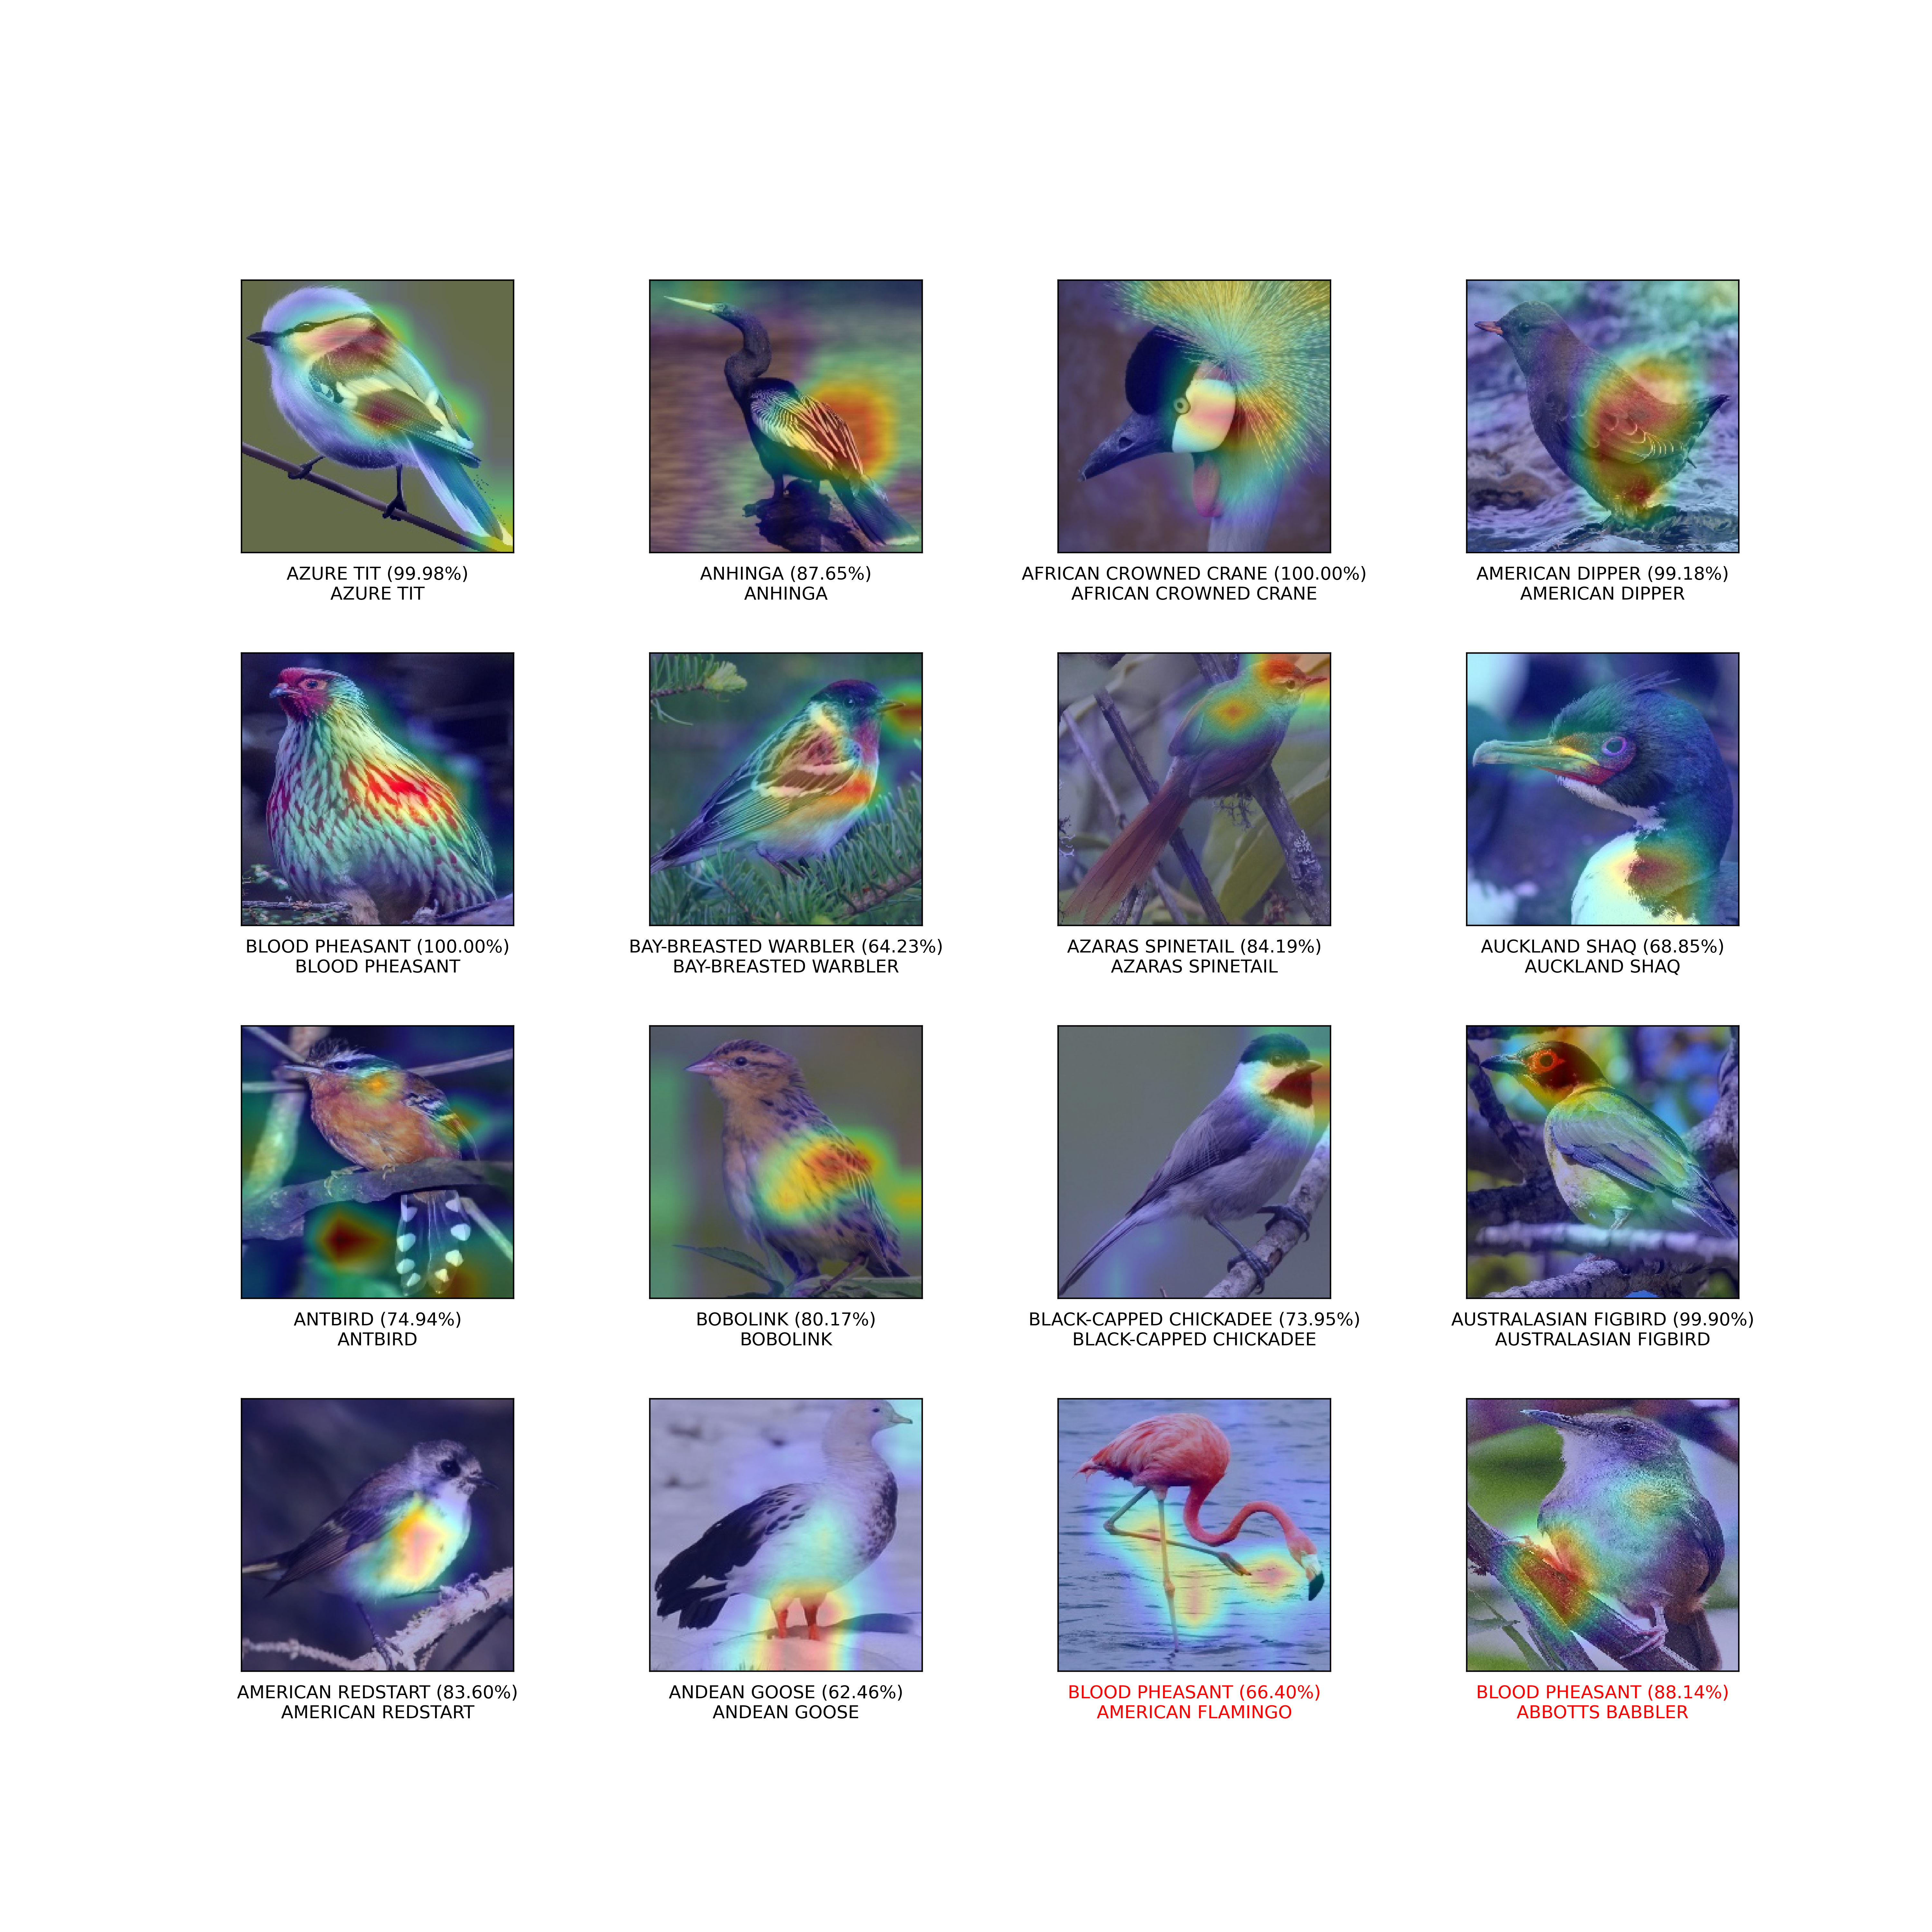 AZURE TIT (99.98%)
AZURE TIT
ANHINGA (87.65%)
ANHINGA
AFRICAN CROWNED CRANE (100.00%)
AFRICAN CROWNED CRANE
AMERICAN DIPPER (99.18%)
AMERICAN DIPPER
BLOOD PHEASANT (100.00%)
BLOOD PHEASANT
BAY-BREASTED WARBLER (64.23%)
BAY-BREASTED WARBLER
AZARAS SPINETAIL (84.19%)
AZARAS SPINETAIL
AUCKLAND SHAQ (68.85%)
AUCKLAND SHAQ
ANTBIRD (74.94%)
ANTBIRD
BOBOLINK (80.17%)
BOBOLINK
BLACK-CAPPED CHICKADEE (73.95%)
BLACK-CAPPED CHICKADEE
AUSTRALASIAN FIGBIRD (99.90%)
AUSTRALASIAN FIGBIRD
AMERICAN REDSTART (83.60%)
AMERICAN REDSTART
ANDEAN GOOSE (62.46%)
ANDEAN GOOSE
BLOOD PHEASANT (66.40%)
AMERICAN FLAMINGO
BLOOD PHEASANT (88.14%)
ABBOTTS BABBLER